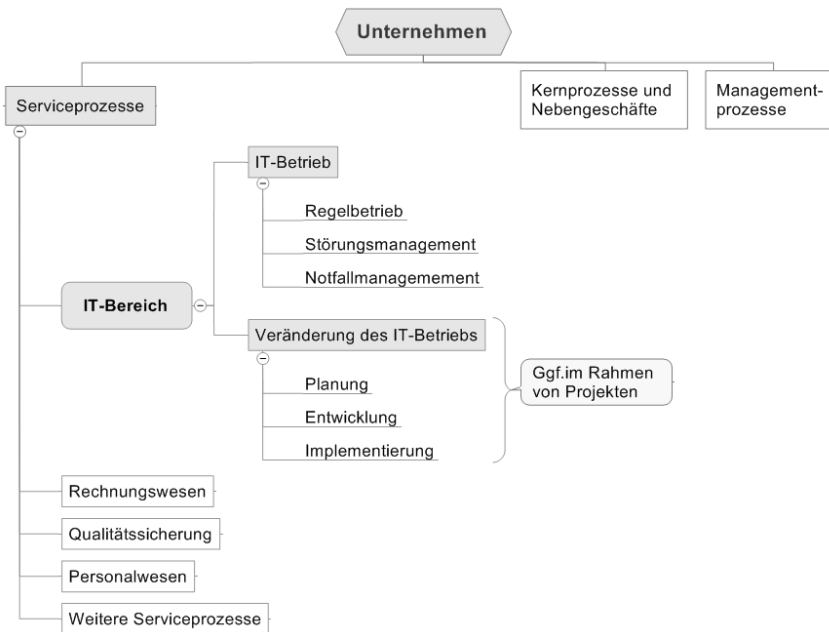 Unternehmen
Serviceprozesse
Kernprozesse und
Nebengeschäfte
Management-
prozesse
IT-Betrieb
Regelbetrieb
Störungsmanagement
Notfallmanagemement
IT-Bereich
Veränderung des IT-Betriebs
Planung
Entwicklung
Implementierung
Ggf.im Rahmen
von Projekten
Rechnungswesen
Qualitätssicherung
Personalwesen
Weitere Serviceprozesse